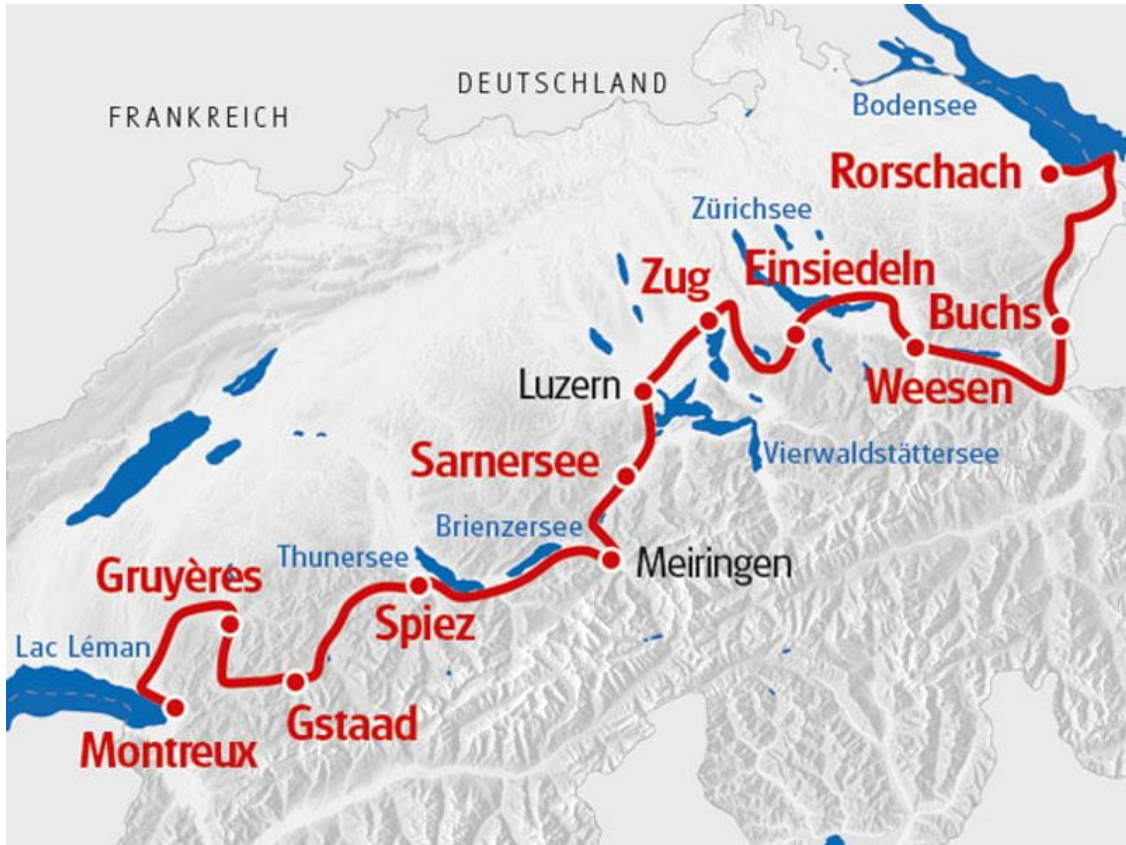 DEUTSCHLAND
FRANKREICH
Bodensee
Rorschach
Zürichsee
Zug
Einsiedeln
Buchs
Luzern
Weesen
Sarnersee
Vierwaldstättersee
Brienzersee
Thunersee
Meiringen
Gruyères
Spiez
Lac Léman
Gstaad
Montreux